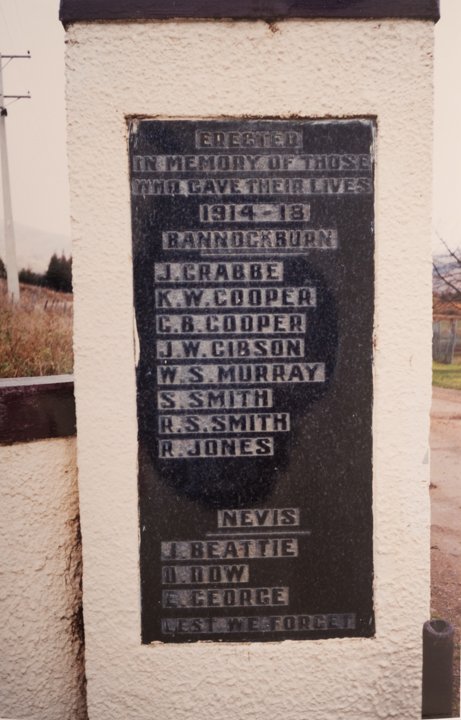 ERECTED
IN MEMORY OF THOSE
WHO GAVE THEIR LIVES
1914-18
BANNOCKBURN
J. CRABBE
K.W. COOPER
C.B. COOPER
J.W. GIBSON
W.S. MURRAY
S. SMITH
R.S. SMITH
R. JONES
NEVIS
J. BEATTIE
D. DOW
E. GEORGE
LEST WE FORGET